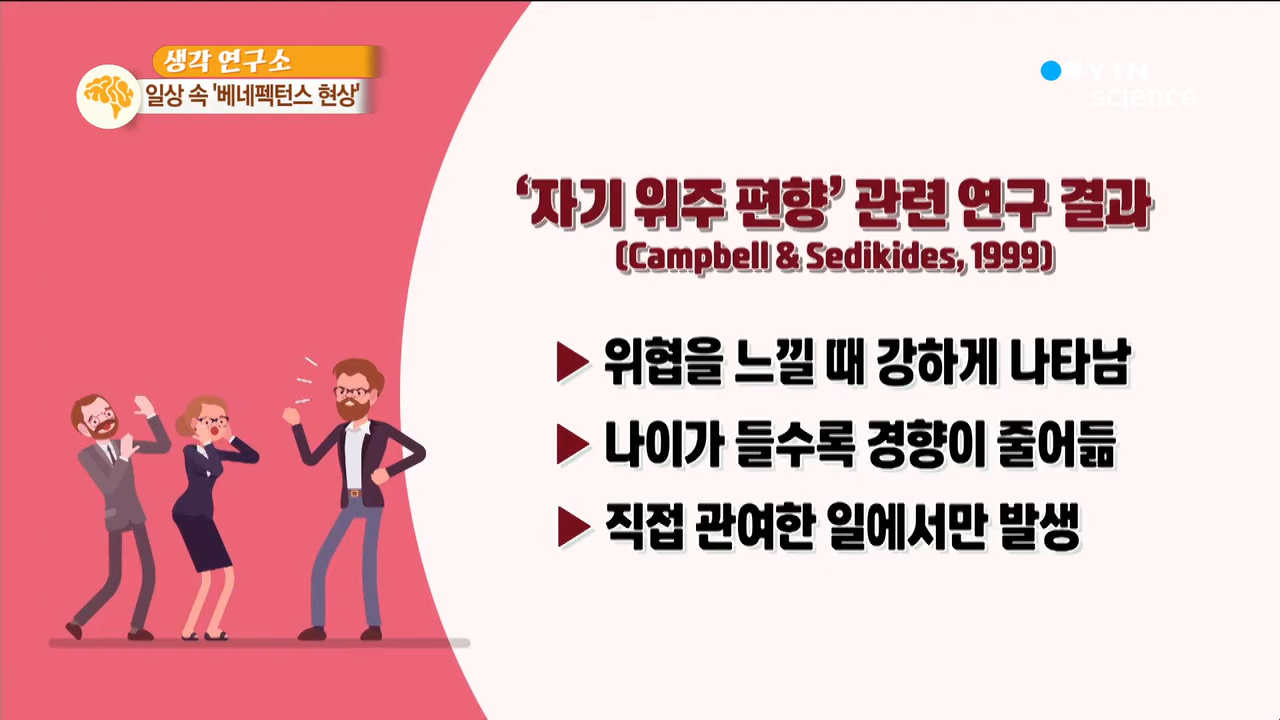 생각 연구소
일상 속 '베네펙턴스 현상'
YTN
science
‘자기 위주 편향’ 관련 연구 결과
(Campbell & Sedikides, 1999)
▶ 위협을 느낄 때 강하게 나타남
▶ 나이가 들수록 경향이 줄어듦
▶ 직접 관여한 일에서만 발생